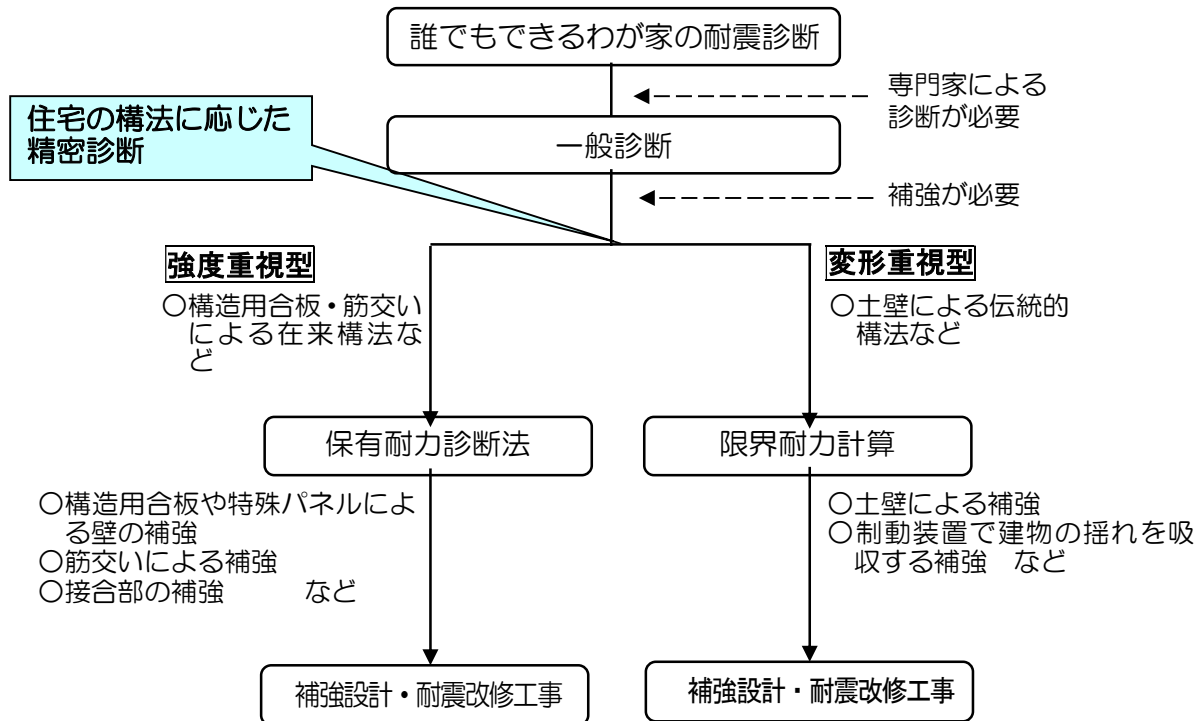 誰でもできるわが家の耐震診断
専門家による
診断が必要
住宅の構法に応じた
精密診断
一般診断
補強が必要
強度重視型
○構造用合板・筋交い
による在来構法な
ど
変形重視型
○土壁による伝統的
構法など
保有耐力診断法
限界耐力計算
○構造用合板や特殊パネルによ
る壁の補強
○筋交いによる補強
○接合部の補強 など
○土壁による補強
○制動装置で建物の揺れを吸
収する補強 など
補強設計・耐震改修工事
補強設計・耐震改修工事